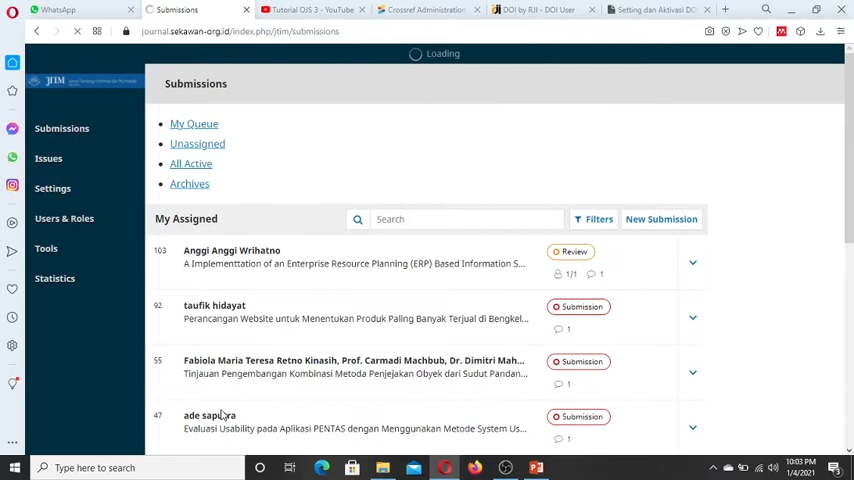 WhatsApp
Submissions
Tutorial OJS 3 - YouTube
Crossref Administration
DOI by RJI - DOI User
Setting dan Aktivasi DO
journal.sekawan-org.id/index.php/jtim/submissions
Loading
JTIM
Submissions
Submissions
Issues
Settings
Users & Roles
Tools
Statistics
My Queue
Unassigned
All Active
Archives
My Assigned
Search
Filters
New Submission
103
Anggi Anggi Wrihatno
A Implementtation of an Enterprise Resource Planning (ERP) Based Information S...
Review
1/1
1
92
taufik hidayat
Perancangan Website untuk Menentukan Produk Paling Banyak Terjual di Bengkel...
Submission
1
55
Fabiola Maria Teresa Retno Kinasih, Prof. Carmadi Machbub, Dr. Dimitri Mah...
Tinjauan Pengembangan Kombinasi Metoda Penjejakan Obyek dari Sudut Pandan...
Submission
1
47
ade saputra
Evaluasi Usability pada Aplikasi PENTAS dengan Menggunakan Metode System Us...
Submission
1
Type here to search
10:03 PM
1/4/2021
3